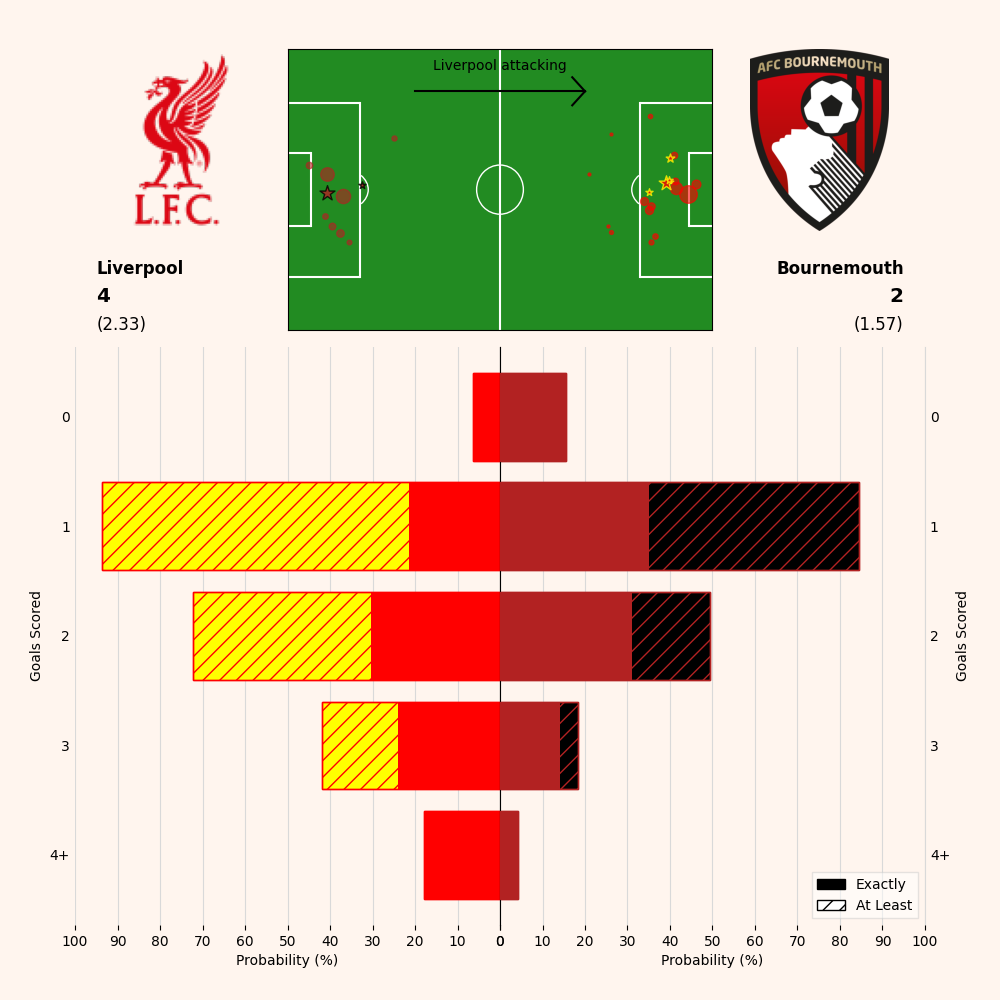 Liverpool attacking
AFC BOURNEMOUTH
L.F.C.
Liverpool
4
(2.33)
Bournemouth
2
(1.57)
0
1
2
3
4+
Goals Scored
0
1
2
3
4+
Goals Scored
Exactly
At Least
100 90 80 70 60 50 40 30 20 10 0
0 10 20 30 40 50 60 70 80 90 100
Probability (%)
Probability (%)